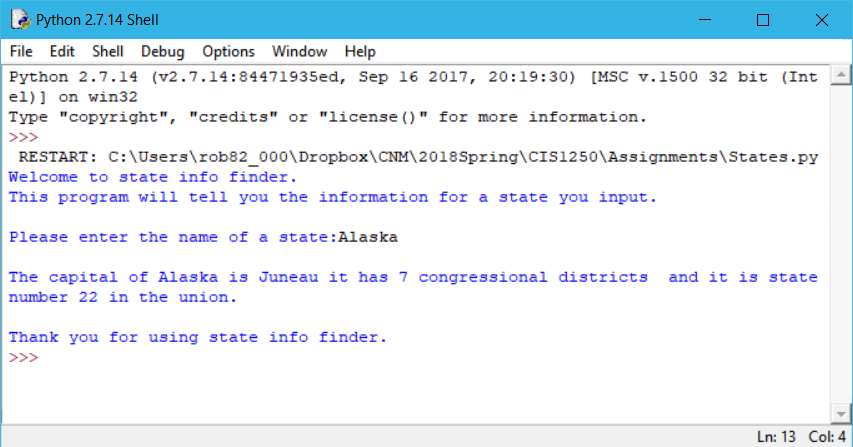 Python 2.7.14 Shell
File Edit Shell Debug Options Window Help
Python 2.7.14 (v2.7.14:84471935ed, Sep 16 2017, 20:19:30) [MSC v.1500 32 bit (Int
el)] on win32
Type "copyright", "credits" or "license()" for more information.
>>>
 RESTART: C:\Users\rob82_000\Dropbox\CNM\2018Spring\CIS1250\Assignments\States.py
Welcome to state info finder.
This program will tell you the information for a state you input.

Please enter the name of a state:Alaska

The capital of Alaska is Juneau it has 7 congressional districts  and it is state
number 22 in the union.

Thank you for using state info finder.
>>>
Ln: 13 Col: 4